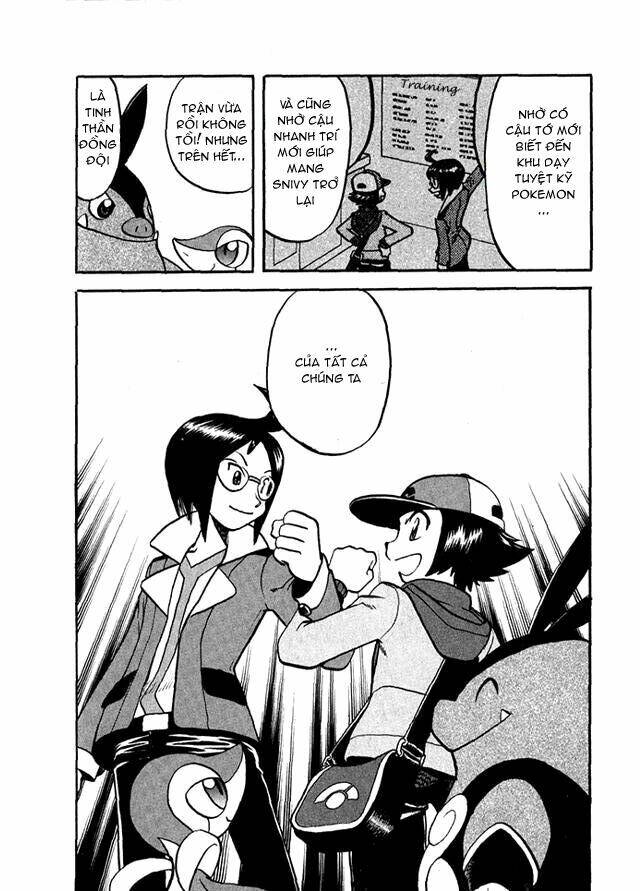 NHỜ CÓ
CẬU TỚ MỚI
BIẾT ĐẾN
KHU DẠY
TUYỆT KỸ
POKEMON
...
Training
VÀ CŨNG
NHỜ CẬU
NHANH TRÍ
MỚI GIÚP
MANG
SNIVY TRỞ
LẠI
TRẬN VỪA
RỒI KHÔNG
TỒI! NHƯNG
TRÊN HẾT...
LÀ
TINH
THẦN
ĐỒNG
ĐỘI
...
CỦA TẤT CẢ
CHÚNG TA